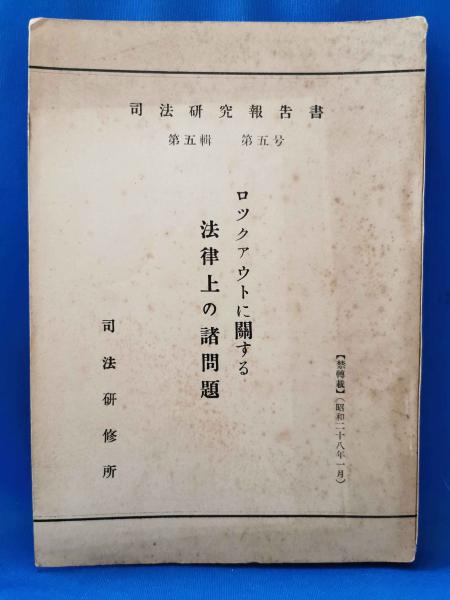 司法研究報告書
第五輯 第五号
ロツクアウトに關する
法律上の諸問題
【禁轉載】(昭和二十八年一月)
司法研修所